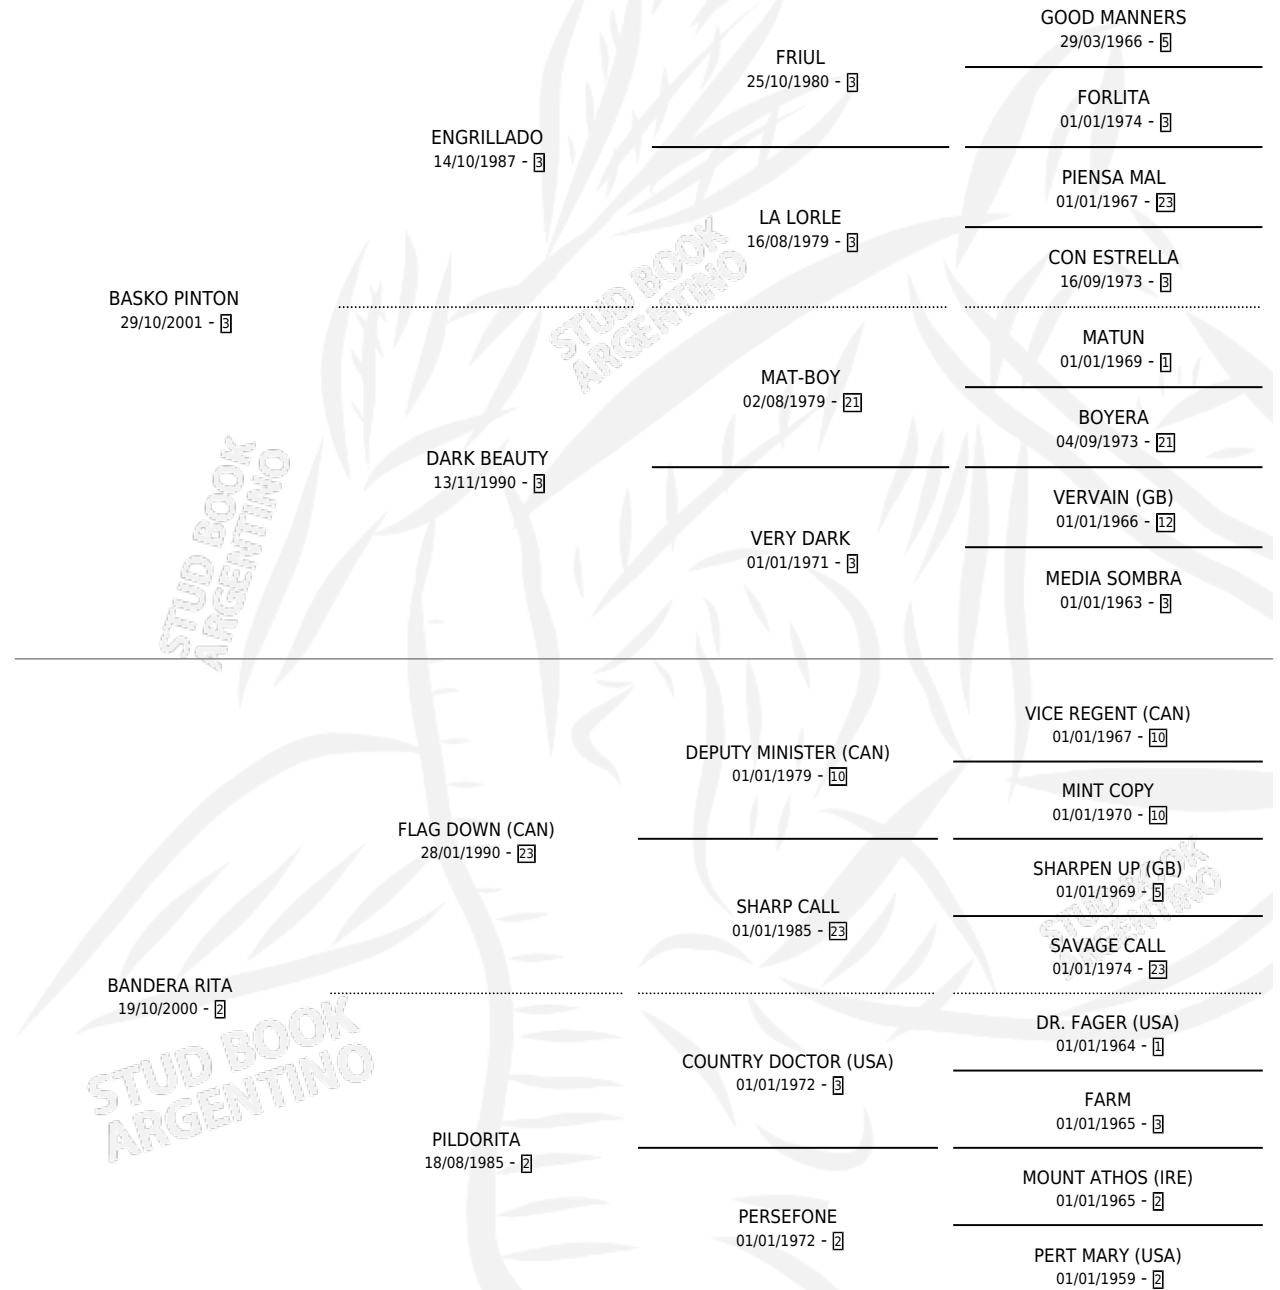 GOOD MANNERS
29/03/1966 - 5
FRIUL
25/10/1980 - 3
FORLITA
01/01/1974 - 3
ENGRILLADO
14/10/1987 - 3
PIENSA MAL
01/01/1967 - 23
LA LORLE
16/08/1979 - 3
CON ESTRELLA
16/09/1973 - 3
BASKO PINTON
29/10/2001 - 3
STUD BOOK
ARGENTINO
MATUN
01/01/1969 - 1
MAT-BOY
02/08/1979 - 21
BOYERA
04/09/1973 - 21
DARK BEAUTY
13/11/1990 - 3
VERVAIN (GB)
01/01/1966 - 12
VERY DARK
01/01/1971 - 3
MEDIA SOMBRA
01/01/1963 - 3
STUD BOOK
ARGENTINO
VICE REGENT (CAN)
01/01/1967 - 10
DEPUTY MINISTER (CAN)
01/01/1979 - 10
MINT COPY
01/01/1970 - 10
FLAG DOWN (CAN)
28/01/1990 - 23
SHARPEN UP (GB)
01/01/1969 - 5
SHARP CALL
01/01/1985 - 23
STUD BOOK
ARGENTINO
SAVAGE CALL
01/01/1974 - 23
BANDERA RITA
19/10/2000 - 2
DR. FAGER (USA)
01/01/1964 - 1
COUNTRY DOCTOR (USA)
01/01/1972 - 3
STUD BOOK
ARGENTINO
FARM
01/01/1965 - 3
PILDORITA
18/08/1985 - 2
MOUNT ATHOS (IRE)
01/01/1965 - 2
PERSEFONE
01/01/1972 - 2
PERT MARY (USA)
01/01/1959 - 2